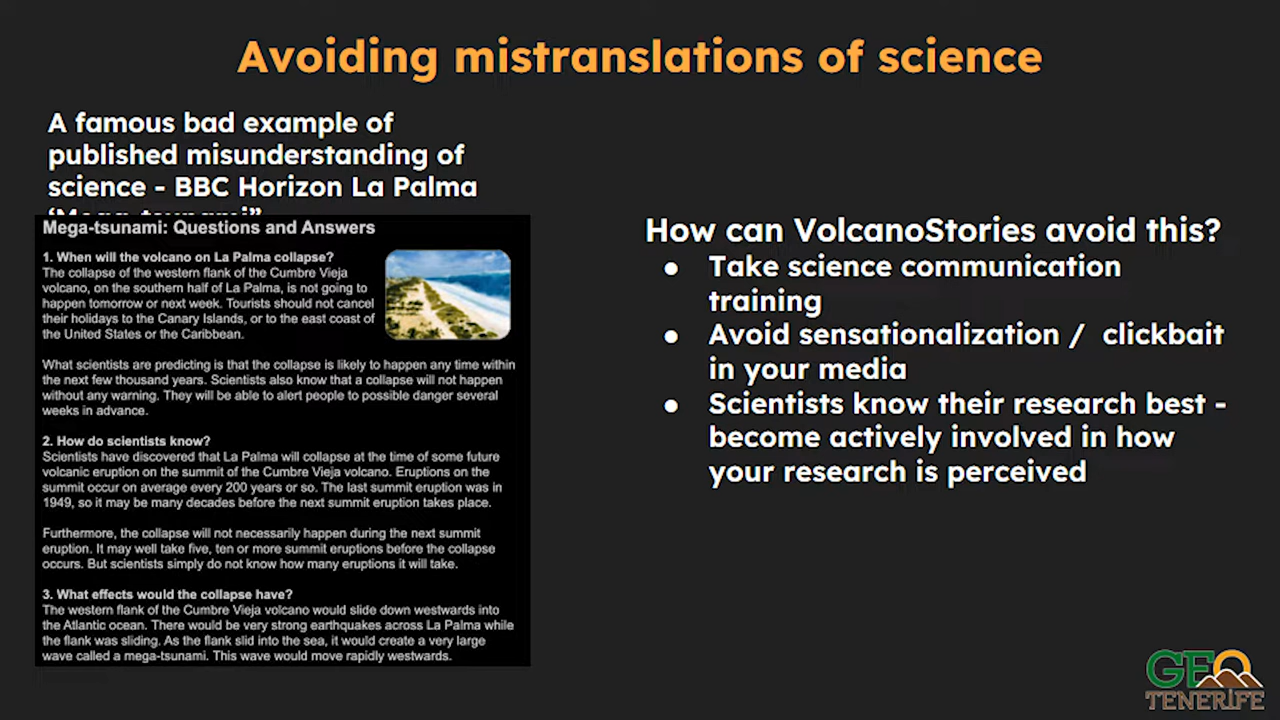 Avoiding mistranslations of science
A famous bad example of
published misunderstanding of
science - BBC Horizon La Palma
‘Mega-tsunami”
Mega-tsunami: Questions and Answers
1. When will the volcano on La Palma collapse?
The collapse of the western flank of the Cumbre Vieja
volcano, on the southern half of La Palma, is not going to
happen tomorrow or next week. Tourists should not cancel
their holidays to the Canary Islands, or to the east coast of
the United States or the Caribbean.
What scientists are predicting is that the collapse is likely to happen any time within
the next few thousand years. Scientists also know that a collapse will not happen
without any warning. They will be able to alert people to possible danger several
weeks in advance.
2. How do scientists know?
Scientists have discovered that La Palma will collapse at the time of some future
volcanic eruption on the summit of the Cumbre Vieja volcano. Eruptions on the
summit occur on average every 200 years or so. The last summit eruption was in
1949, so it may be many decades before the next summit eruption takes place.
Furthermore, the collapse will not necessarily happen during the next summit
eruption. It may well take five, ten or more summit eruptions before the collapse
occurs. But scientists simply do not know how many eruptions it will take.
3. What effects would the collapse have?
The western flank of the Cumbre Vieja volcano would slide down westwards into
the Atlantic ocean. There would be very strong earthquakes across La Palma while
the flank was sliding. As the flank slid into the sea, it would create a very large
wave called a mega-tsunami. This wave would move rapidly westwards.
How can VolcanoStories avoid this?
● Take science communication
training
● Avoid sensationalization / clickbait
in your media
● Scientists know their research best -
become actively involved in how
your research is perceived
GEO
TENERIFE